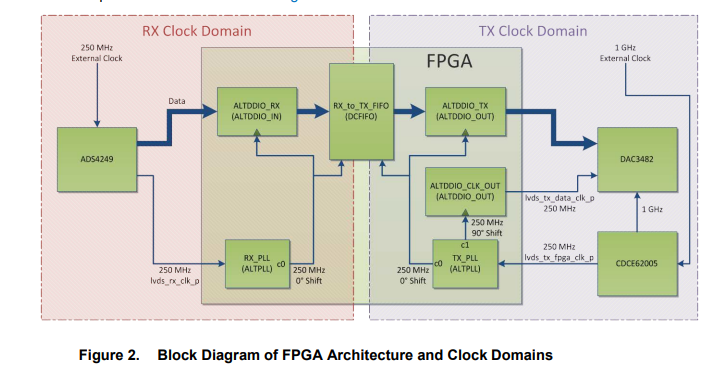 RX Clock Domain
TX Clock Domain
250 MHz
External Clock
FPGA
1 GHz
External Clock
Data
ALTDDIO_RX
(ALTDDIO_IN)
RX_to_TX_FIFO
(DCFIFO)
ALTDDIO_TX
(ALTDDIO_OUT)
ADS4249
DAC3482
ALTDDIO_CLK_OUT
(ALTDDIO_OUT)
lvds_tx_data_clk_p
250 MHz
1 GHz
250 MHz
90° Shift
c1
RX_PLL
(ALTPLL)
c0
250 MHz
0° Shift
250 MHz
lvds_rx_clk_p
c0
TX_PLL
(ALTPLL)
250 MHz
0° Shift
250 MHz
lvds_tx_fpga_clk_p
CDCE62005
Figure 2. Block Diagram of FPGA Architecture and Clock Domains